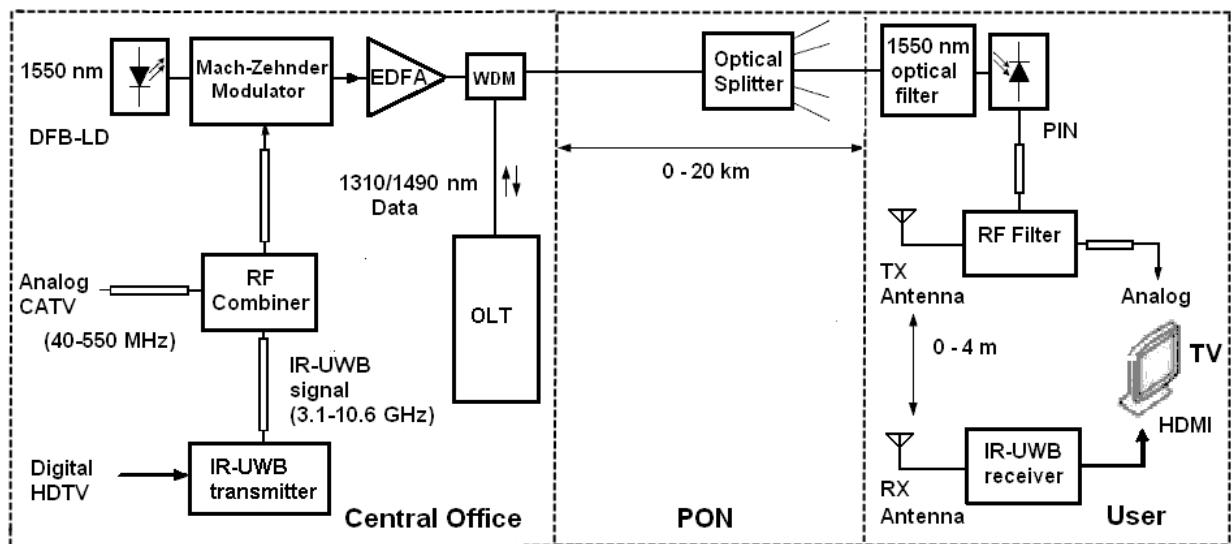 1550 nm
DFB-LD
Mach-Zehnder
Modulator
EDFA
WDM
1310/1490 nm
Data
OLT
Analog
CATV
(40-550 MHz)
RF
Combiner
IR-UWB
signal
(3.1-10.6 GHz)
Digital
HDTV
IR-UWB
transmitter
Central Office
Optical
Splitter
0 - 20 km
PON
1550 nm
optical
filter
PIN
RF Filter
TX
Antenna
Analog
0 - 4 m
TV
HDMI
RX
Antenna
IR-UWB
receiver
User